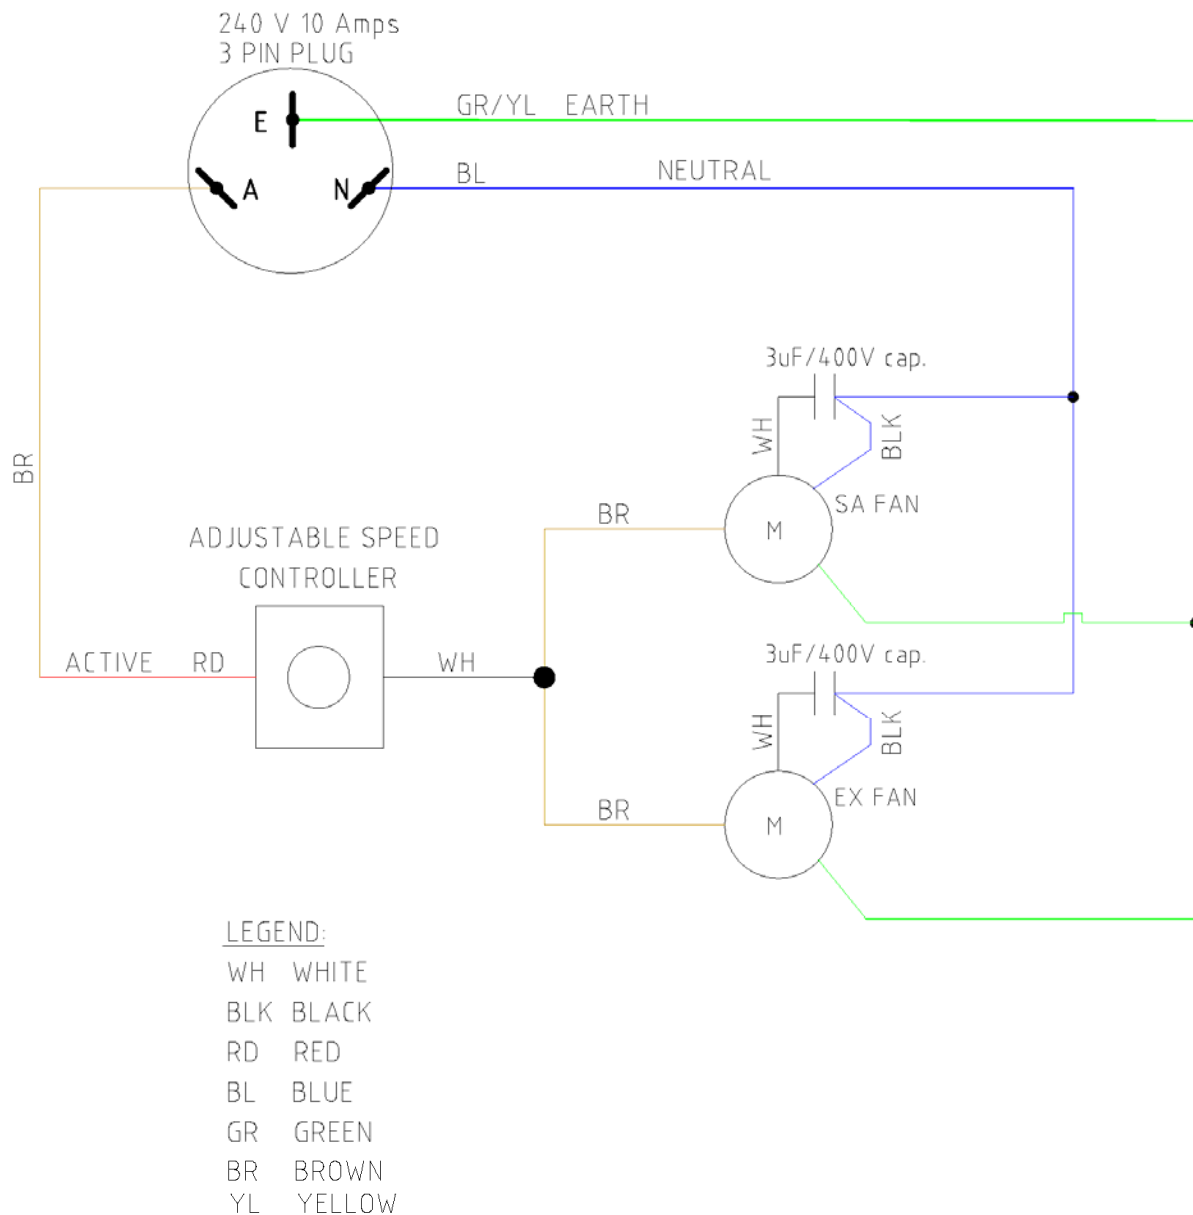 240 V 10 Amps
3 PIN PLUG
GR/YL EARTH
E
BL NEUTRAL
A N
3uF/400V cap.
WH
BLK
BR
SA FAN
BR
M
ADJUSTABLE SPEED
CONTROLLER
ACTIVE RD
WH
3uF/400V cap.
WH
BLK
EX FAN
BR
M
LEGEND:
WH WHITE
BLK BLACK
RD RED
BL BLUE
GR GREEN
BR BROWN
YL YELLOW